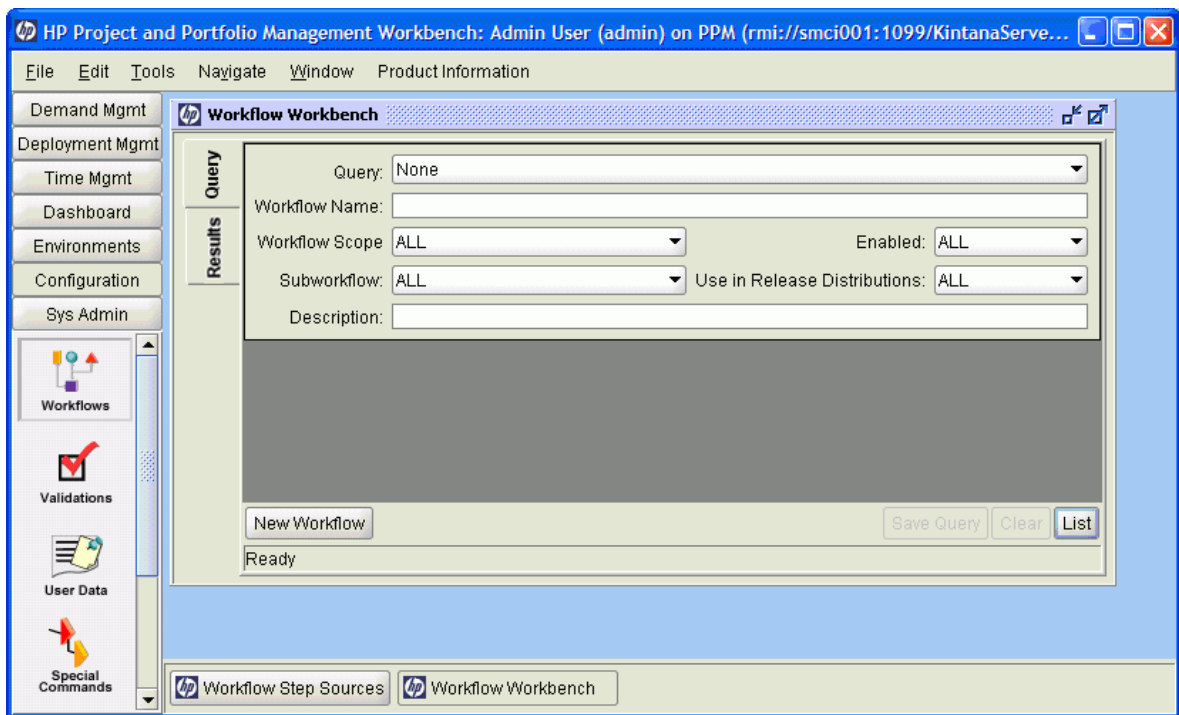 HP Project and Portfolio Management Workbench: Admin User (admin) on PPM (rmi://smci001:1099/KintanaServe...
File Edit Tools Navigate Window Product Information
Demand Mgmt
Deployment Mgmt
Time Mgmt
Dashboard
Environments
Configuration
Sys Admin
Workflows
Validations
User Data
Special
Commands
Workflow Workbench
Query
Results
Query: None
Workflow Name:
Workflow Scope ALL Enabled: ALL
Subworkflow: ALL Use in Release Distributions: ALL
Description:
New Workflow Save Query Clear List
Ready
Workflow Step Sources Workflow Workbench